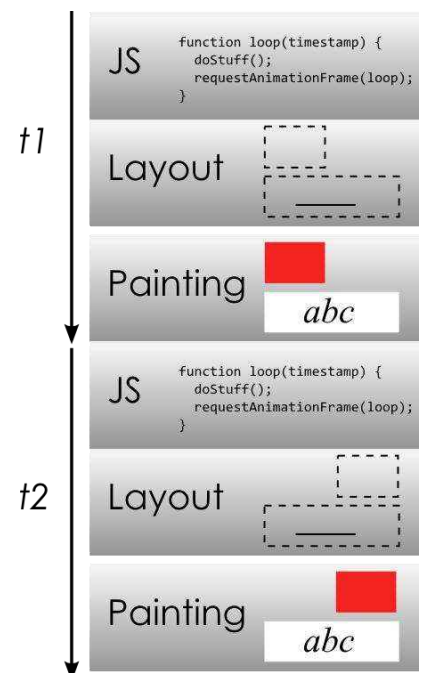 t1
JS
function loop(timestamp) {
doStuff();
requestAnimationFrame(loop);
}
Layout
Painting
abc
t2
JS
function loop(timestamp) {
doStuff();
requestAnimationFrame(loop);
}
Layout
Painting
abc